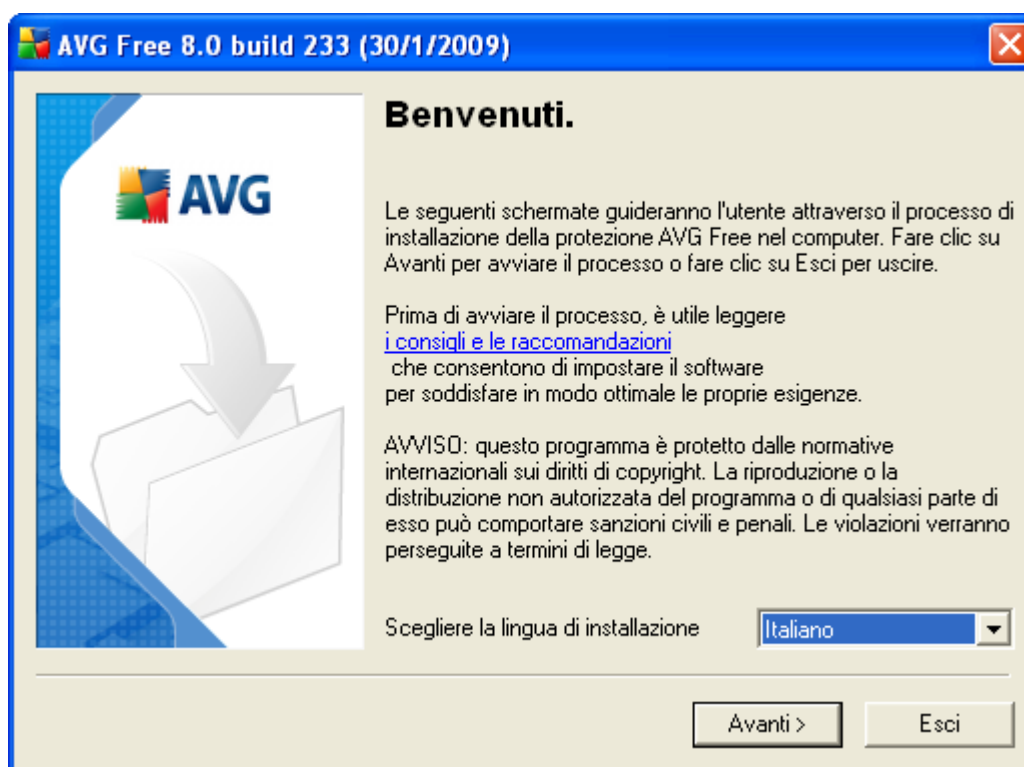 AVG Free 8.0 build 233 (30/1/2009)
AVG
Benvenuti.
Le seguenti schermate guideranno l'utente attraverso il processo di
installazione della protezione AVG Free nel computer. Fare clic su
Avanti per avviare il processo o fare clic su Esci per uscire.
Prima di avviare il processo, è utile leggere
i consigli e le raccomandazioni
che consentono di impostare il software
per soddisfare in modo ottimale le proprie esigenze.
AVVISO: questo programma è protetto dalle normative
internazionali sui diritti di copyright. La riproduzione o la
distribuzione non autorizzata del programma o di qualsiasi parte di
esso può comportare sanzioni civili e penali. Le violazioni verranno
perseguite a termini di legge.
Scegliere la lingua di installazione
Italiano
Avanti >
Esci